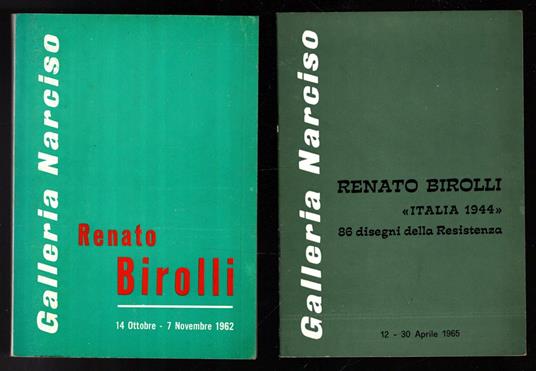 Galleria Narciso
Renato
Birolli
14 Ottobre - 7 Novembre 1962
Galleria Narciso
RENATO BIROLLI
«ITALIA 1944»
86 disegni della Resistenza
12 - 30 Aprile 1965